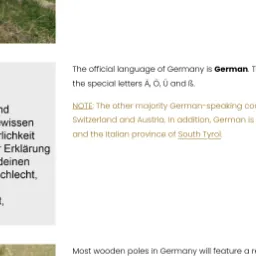 The official language of Germany is German. T
the special letters Ä, Ö, Ü and ß.
nd
wissen
rlichkeit
r Erklärung
deinen
schlecht,
t,
NOTE: The other majority German-speaking co
Switzerland and Austria, in addition, German is
and the Italian province of South Tyrol.
Most wooden poles in Germany will feature a r